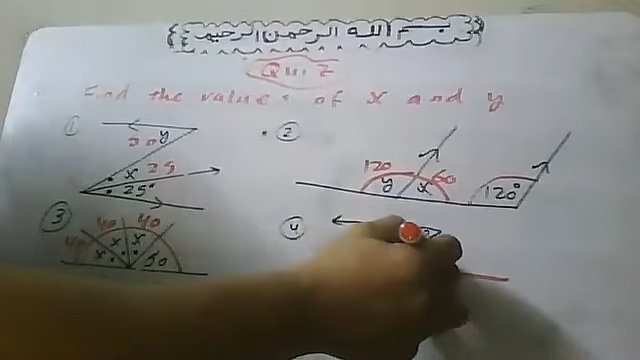 بسم الله الرحمن الرحيم
Quiz
Find the values of x and y
1
50 y
x 25
25°
2
120 60
y x
120°
3
40 40 40
x x x 60
4